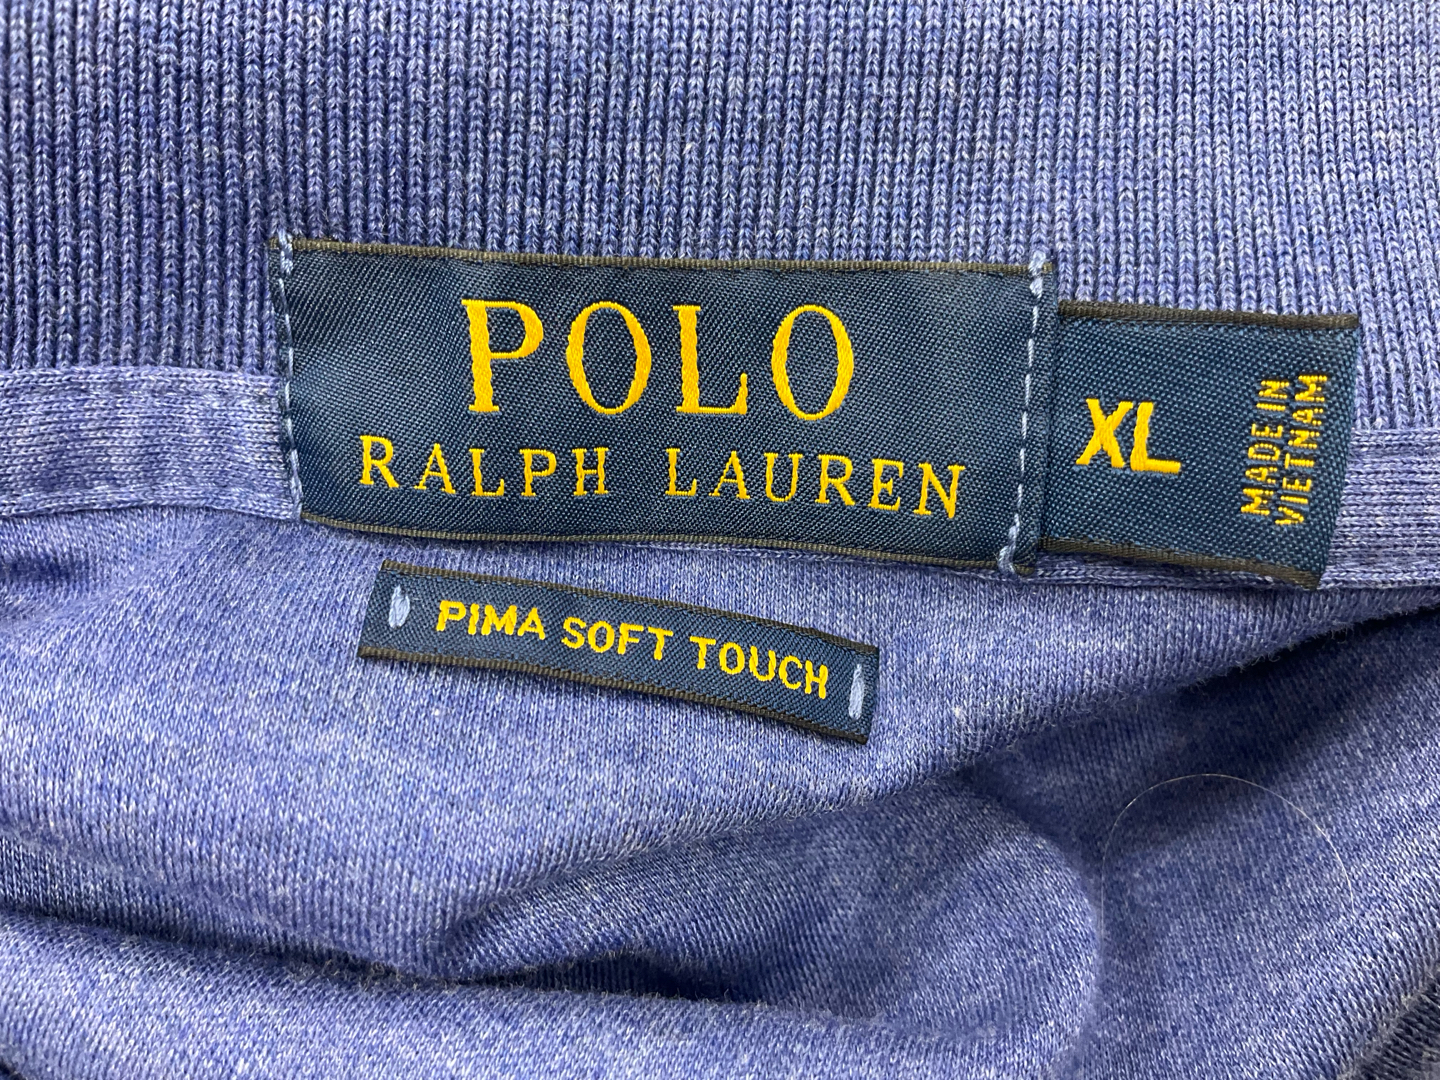 POLO
RALPH LAUREN
XL
MADE IN
VIETNAM
PIMA SOFT TOUCH